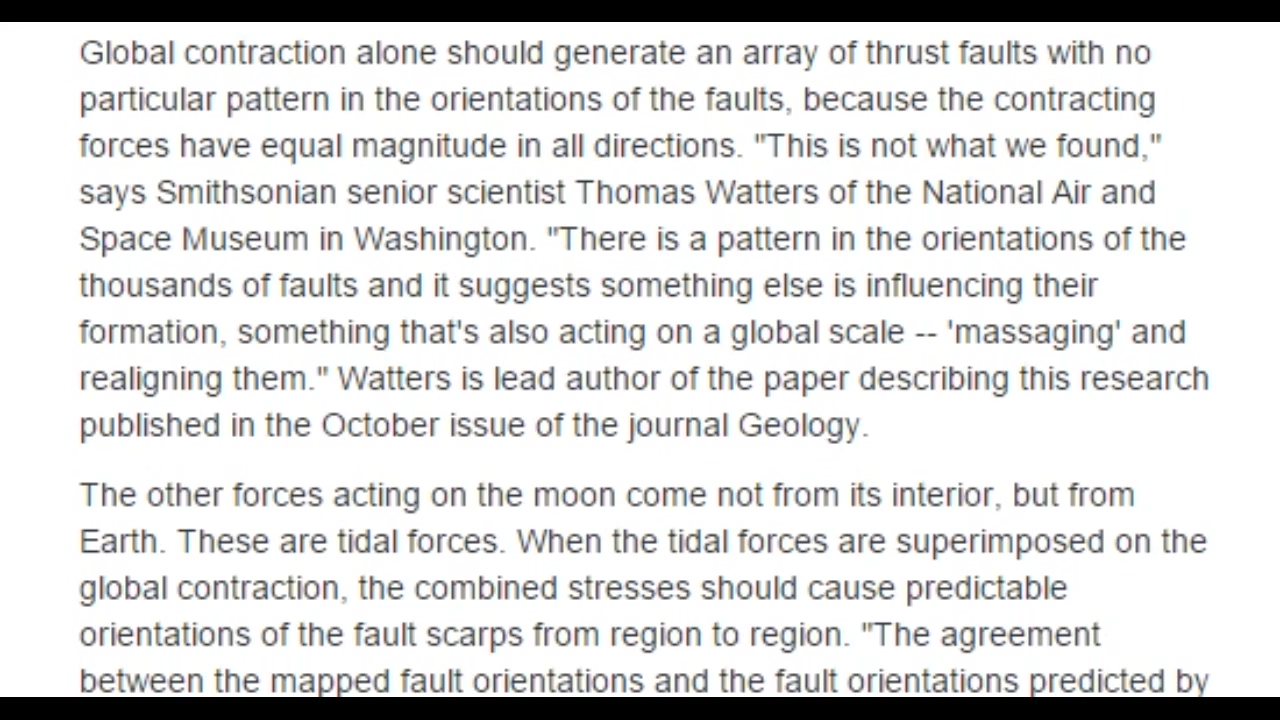 Global contraction alone should generate an array of thrust faults with no
particular pattern in the orientations of the faults, because the contracting
forces have equal magnitude in all directions. "This is not what we found,"
says Smithsonian senior scientist Thomas Watters of the National Air and
Space Museum in Washington. "There is a pattern in the orientations of the
thousands of faults and it suggests something else is influencing their
formation, something that's also acting on a global scale -- 'massaging' and
realigning them." Watters is lead author of the paper describing this research
published in the October issue of the journal Geology.
The other forces acting on the moon come not from its interior, but from
Earth. These are tidal forces. When the tidal forces are superimposed on the
global contraction, the combined stresses should cause predictable
orientations of the fault scarps from region to region. "The agreement
between the mapped fault orientations and the fault orientations predicted by